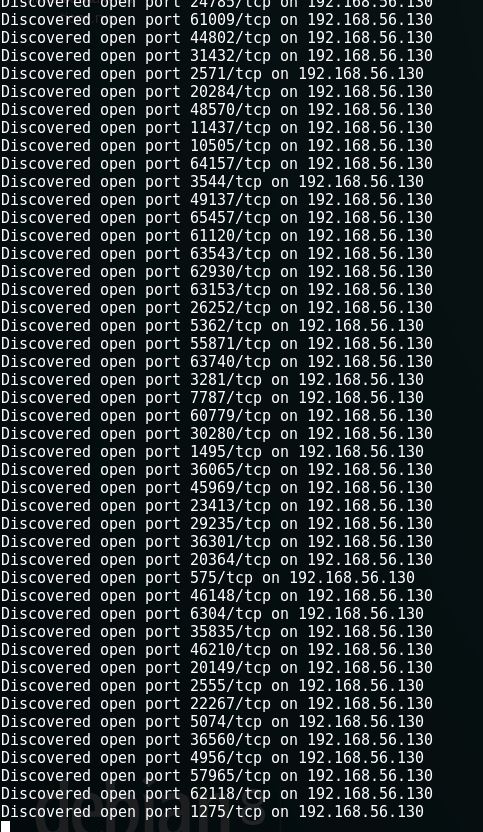 Discovered open port 24785/tcp on 192.168.56.130
Discovered open port 61009/tcp on 192.168.56.130
Discovered open port 44802/tcp on 192.168.56.130
Discovered open port 31432/tcp on 192.168.56.130
Discovered open port 2571/tcp on 192.168.56.130
Discovered open port 20284/tcp on 192.168.56.130
Discovered open port 48570/tcp on 192.168.56.130
Discovered open port 11437/tcp on 192.168.56.130
Discovered open port 10505/tcp on 192.168.56.130
Discovered open port 64157/tcp on 192.168.56.130
Discovered open port 3544/tcp on 192.168.56.130
Discovered open port 49137/tcp on 192.168.56.130
Discovered open port 65457/tcp on 192.168.56.130
Discovered open port 61120/tcp on 192.168.56.130
Discovered open port 63543/tcp on 192.168.56.130
Discovered open port 62930/tcp on 192.168.56.130
Discovered open port 63153/tcp on 192.168.56.130
Discovered open port 26252/tcp on 192.168.56.130
Discovered open port 5362/tcp on 192.168.56.130
Discovered open port 55871/tcp on 192.168.56.130
Discovered open port 63740/tcp on 192.168.56.130
Discovered open port 3281/tcp on 192.168.56.130
Discovered open port 7787/tcp on 192.168.56.130
Discovered open port 60779/tcp on 192.168.56.130
Discovered open port 30280/tcp on 192.168.56.130
Discovered open port 1495/tcp on 192.168.56.130
Discovered open port 36065/tcp on 192.168.56.130
Discovered open port 45969/tcp on 192.168.56.130
Discovered open port 23413/tcp on 192.168.56.130
Discovered open port 29235/tcp on 192.168.56.130
Discovered open port 36301/tcp on 192.168.56.130
Discovered open port 20364/tcp on 192.168.56.130
Discovered open port 575/tcp on 192.168.56.130
Discovered open port 46148/tcp on 192.168.56.130
Discovered open port 6304/tcp on 192.168.56.130
Discovered open port 35835/tcp on 192.168.56.130
Discovered open port 46210/tcp on 192.168.56.130
Discovered open port 20149/tcp on 192.168.56.130
Discovered open port 2555/tcp on 192.168.56.130
Discovered open port 22267/tcp on 192.168.56.130
Discovered open port 5074/tcp on 192.168.56.130
Discovered open port 36560/tcp on 192.168.56.130
Discovered open port 4956/tcp on 192.168.56.130
Discovered open port 57965/tcp on 192.168.56.130
Discovered open port 62118/tcp on 192.168.56.130
Discovered open port 1275/tcp on 192.168.56.130
debian 8